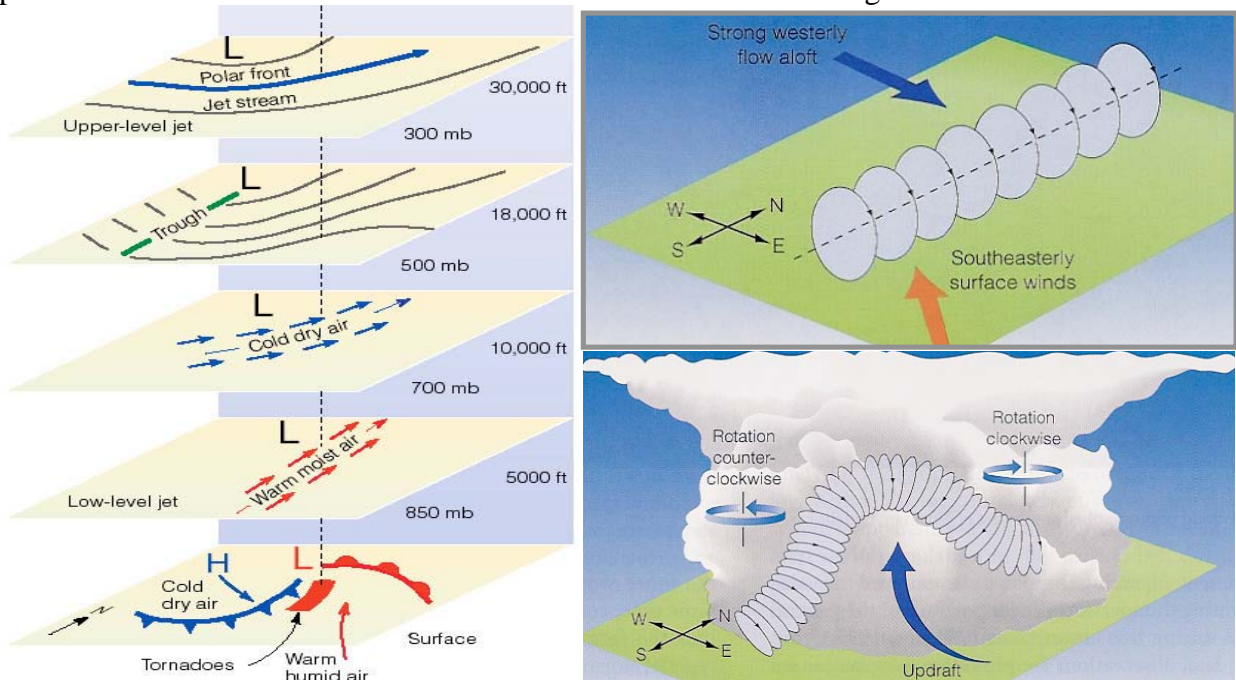 L
Polar front
Jet stream
Upper-level jet
30,000 ft
300 mb
L
Trough
18,000 ft
500 mb
L
Cold dry air
10,000 ft
700 mb
L
Warm moist air
Low-level jet
5000 ft
850 mb
H
L
Cold
dry air
N
Surface
Tornadoes
Warm
humid air
Strong westerly
flow aloft
W
N
S
E
Southeasterly
surface winds
Rotation
counter-
clockwise
Rotation
clockwise
W
N
S
E
Updraft